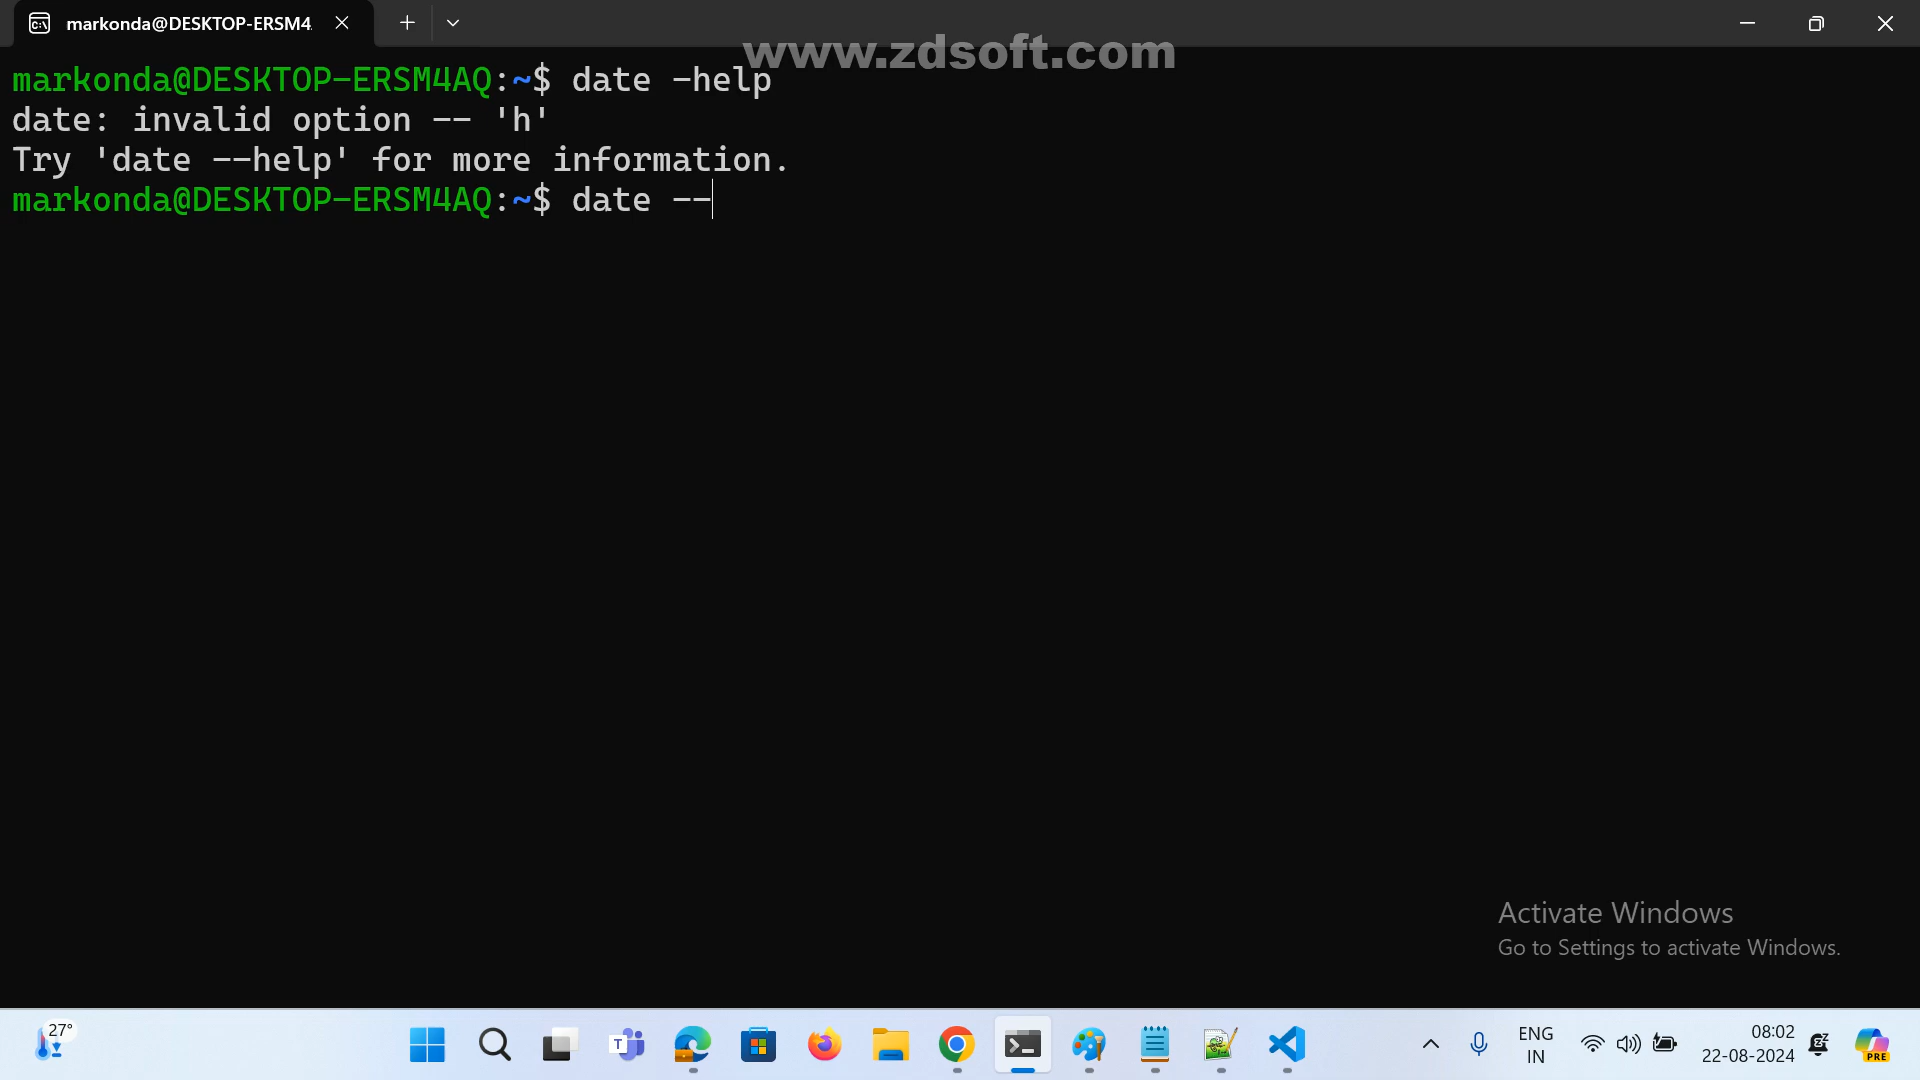 markonda@DESKTOP-ERSM4
www.zdsoft.com
markonda@DESKTOP-ERSM4AQ:~$ date -help
date: invalid option -- 'h'
Try 'date --help' for more information.
markonda@DESKTOP-ERSM4AQ:~$ date --
Activate Windows
Go to Settings to activate Windows.
27°
ENG
IN
08:02
22-08-2024
PRE